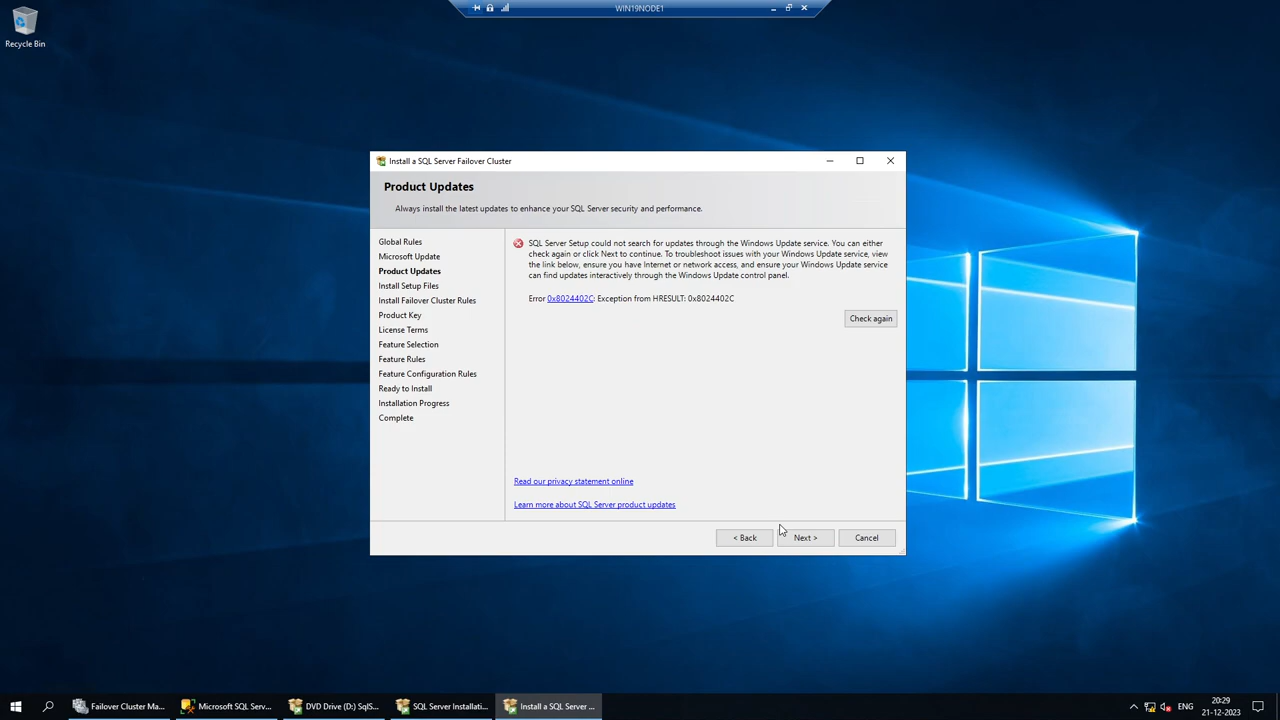 WIN19NODE1
Recycle Bin
Install a SQL Server Failover Cluster
Product Updates
Always install the latest updates to enhance your SQL Server security and performance.
Global Rules
Microsoft Update
Product Updates
Install Setup Files
Install Failover Cluster Rules
Product Key
License Terms
Feature Selection
Feature Rules
Feature Configuration Rules
Ready to Install
Installation Progress
Complete
SQL Server Setup could not search for updates through the Windows Update service. You can either
check again or click Next to continue. To troubleshoot issues with your Windows Update service, view
the link below, ensure you have Internet or network access, and ensure your Windows Update service
can find updates interactively through the Windows Update control panel.
Error 0x8024402C: Exception from HRESULT: 0x8024402C
Check again
Read our privacy statement online
Learn more about SQL Server product updates
< Back
Next >
Cancel
Failover Cluster Ma...
Microsoft SQL Serv...
DVD Drive (D:) SqlS...
SQL Server Installati...
Install a SQL Server ...
ENG
20:29
21-12-2023